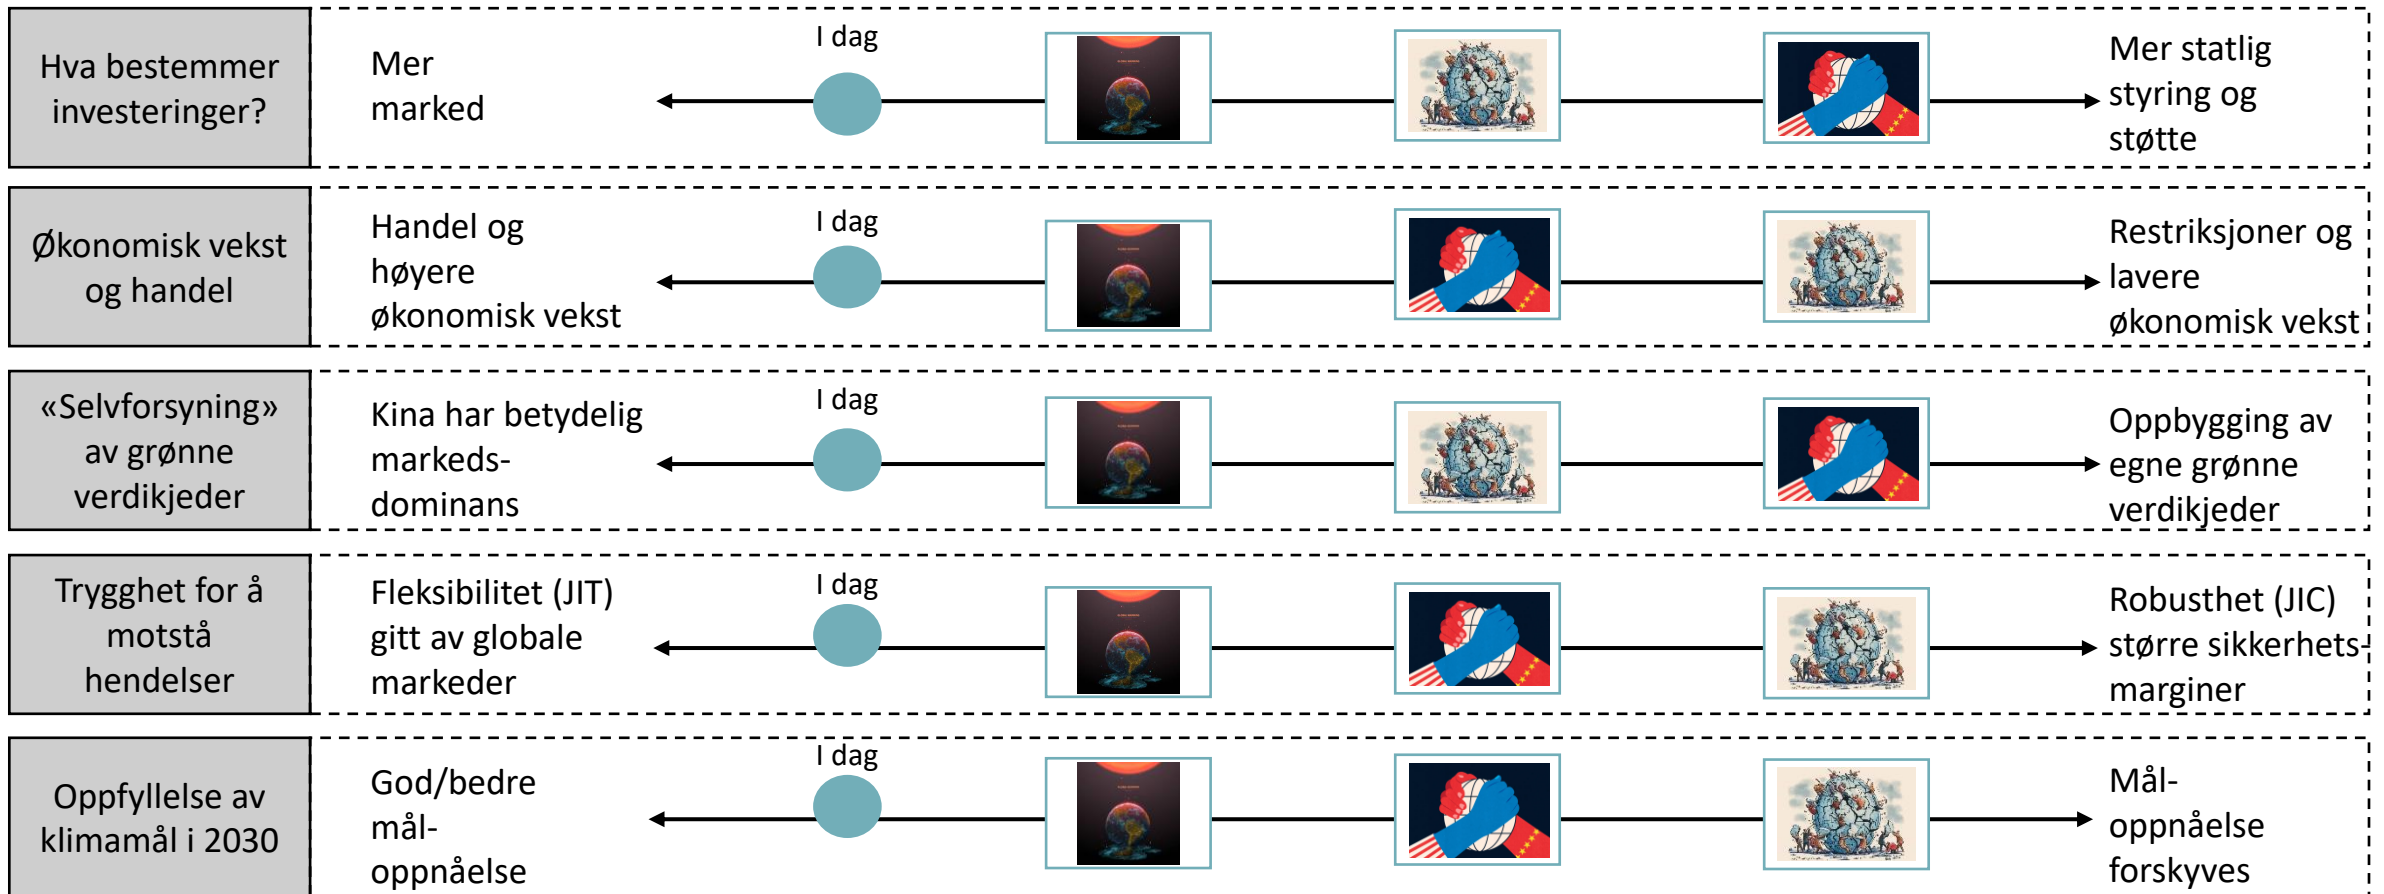 Hva bestemmer
investeringer?
Mer
marked
I dag
Mer statlig
styring og
støtte
Økonomisk vekst
og handel
Handel og
høyere
økonomisk vekst
I dag
Restriksjoner og
lavere
økonomisk vekst
«Selvforsyning»
av grønne
verdikjeder
Kina har betydelig
markeds-
dominans
I dag
Oppbygging av
egne grønne
verdikjeder
Trygghet for å
motstå
hendelser
Fleksibilitet (JIT)
gitt av globale
markeder
I dag
Robusthet (JIC)
større sikkerhets-
marginer
Oppfyllelse av
klimamål i 2030
God/bedre
mål-
oppnåelse
I dag
Mål-
oppnåelse
forskyves